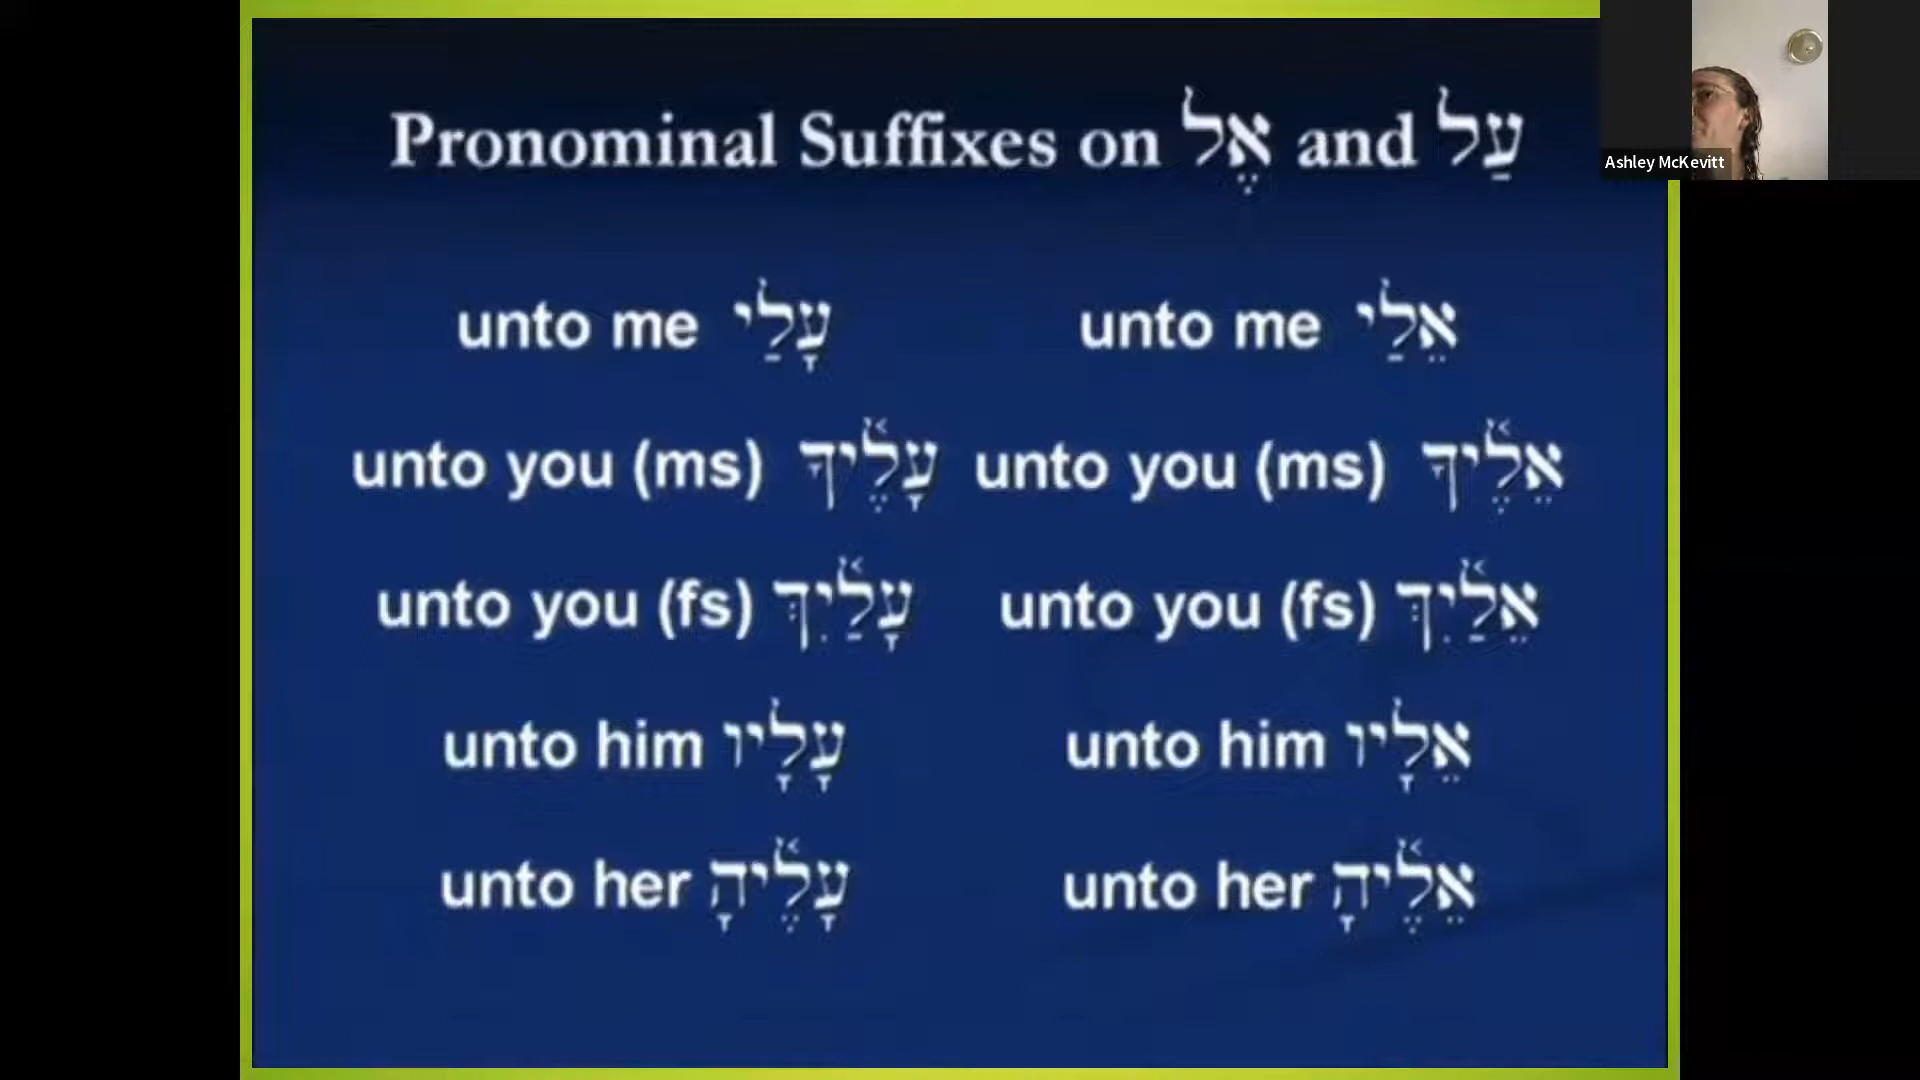 Pronominal Suffixes on אֶל and עַל
Ashley McKevitt
unto me עָלַי unto me אֵלַי
unto you (ms) עָלֶ֫יךָ unto you (ms) אֵלֶ֫יךָ
unto you (fs) עָלַ֫יִךְ unto you (fs) אֵלַ֫יִךְ
unto him עָלָיו unto him אֵלָיו
unto her עָלֶ֫יהָ unto her אֵלֶ֫יהָ